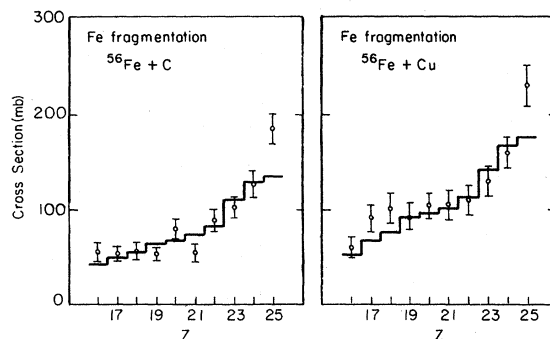 Fe fragmentation
⁵⁶Fe + C
Fe fragmentation
⁵⁶Fe + Cu
Cross Section (mb)
300
200
100
0
17 19 21 23 25
17 19 21 23 25
Z
Z